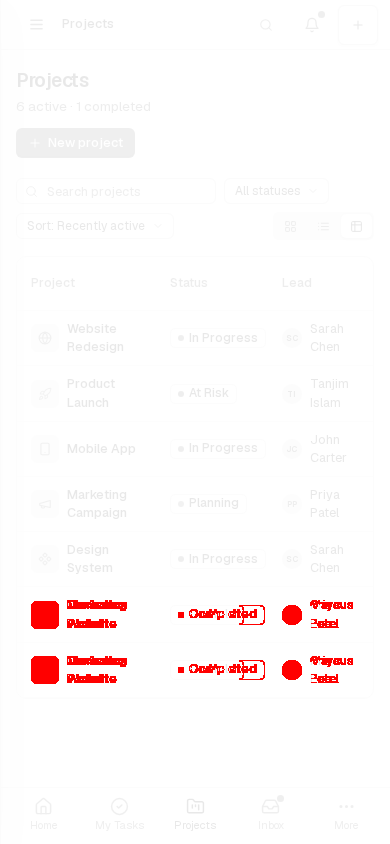 Projects
Projects
6 active · 1 completed
New project
Search projects
All statuses
Sort: Recently active
Project Status Lead
Website Redesign In Progress SC Sarah Chen
Product Launch At Risk TI Tanjim Islam
Mobile App In Progress JC John Carter
Marketing Campaign Planning PP Priya Patel
Design System In Progress SC Sarah Chen
Home My Tasks Projects Inbox More